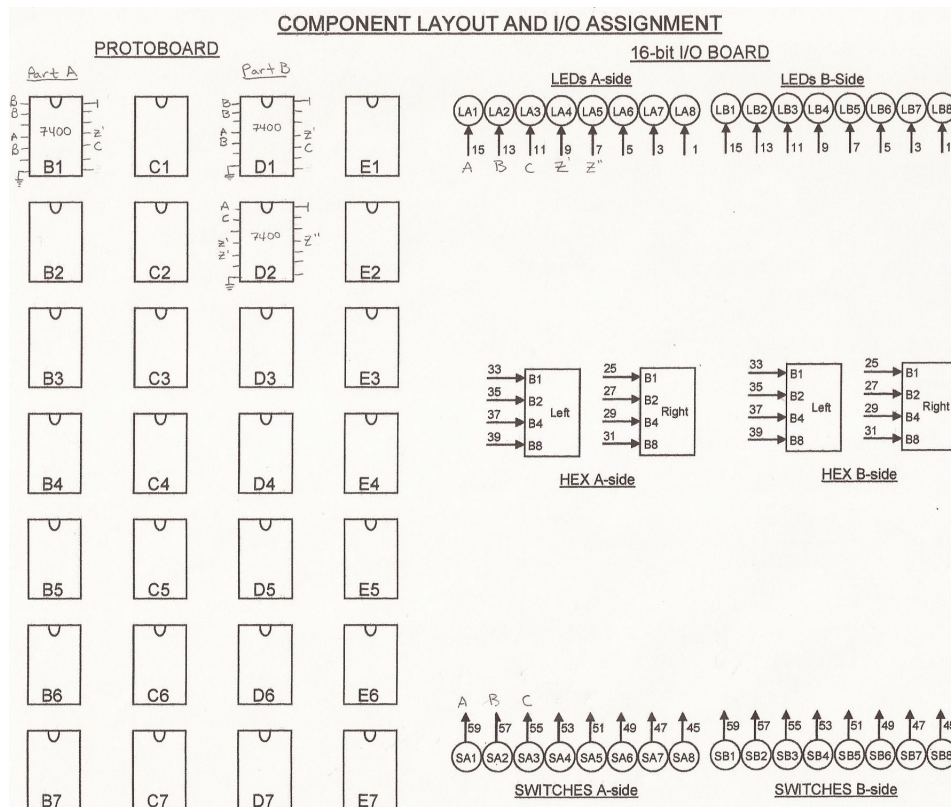 COMPONENT LAYOUT AND I/O ASSIGNMENT
PROTOBOARD
16-bit I/O BOARD
Part A
Part B
LEDs A-side
LEDs B-Side
LA1 LA2 LA3 LA4 LA5 LA6 LA7 LA8
LB1 LB2 LB3 LB4 LB5 LB6 LB7 LB8
15 13 11 9 7 5 3 1
15 13 11 9 7 5 3 1
A B C Z' Z"
B
B
A
B
7400
Z'
C
B1
C1
B
B
A
B
7400
Z'
C
D1
E1
B2
C2
A
C
Z'
Z'
7400
Z"
D2
E2
B3 C3 D3 E3
33 B1
35 B2
37 B4
39 B8
Left
25 B1
27 B2
29 B4
31 B8
Right
HEX A-side
33 B1
35 B2
37 B4
39 B8
Left
25 B1
27 B2
29 B4
31 B8
Right
HEX B-side
B4 C4 D4 E4
B5 C5 D5 E5
B6 C6 D6 E6
A B C
59 57 55 53 51 49 47 45
SA1 SA2 SA3 SA4 SA5 SA6 SA7 SA8
SWITCHES A-side
59 57 55 53 51 49 47
SB1 SB2 SB3 SB4 SB5 SB6 SB7 SB8
SWITCHES B-side
B7 C7 D7 E7